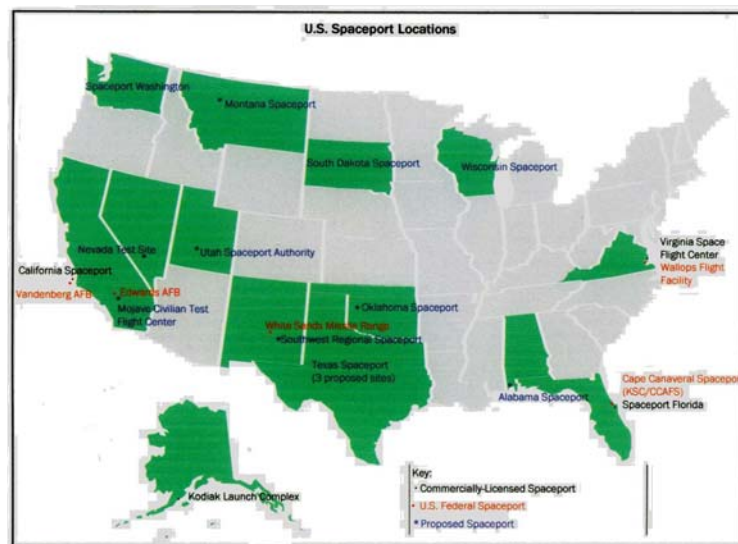 U.S. Spaceport Locations
Spaceport Washington
Montana Spaceport
South Dakota Spaceport
Wisconsin Spaceport
Nevada Test Site
Utah Spaceport Authority
California Spaceport
Vandenberg AFB
Edwards AFB
Mojave Civilian Test
Flight Center
Virginia Space
Flight Center
Wallops Flight
Facility
Oklahoma Spaceport
White Sands Missile Range
Southwest Regional Spaceport
Texas Spaceport
(3 proposed sites)
Alabama Spaceport
Cape Canaveral Spaceport
(KSC/CCAFS)
Spaceport Florida
Kodiak Launch Complex
Key:
Commercially-Licensed Spaceport
U.S. Federal Spaceport
Proposed Spaceport